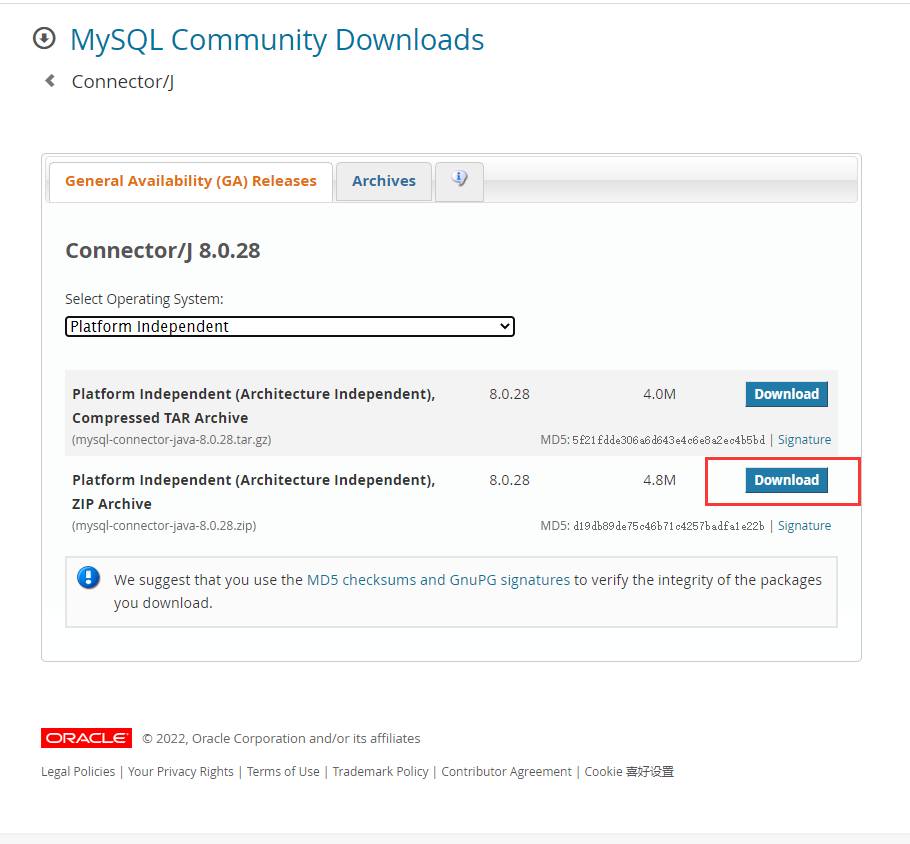 MySQL Community Downloads
Connector/J
General Availability (GA) Releases
Archives
Connector/J 8.0.28
Select Operating System:
Platform Independent
Platform Independent (Architecture Independent), 8.0.28 4.0M Download
Compressed TAR Archive
(mysql-connector-java-8.0.28.tar.gz) MD5: 5f21fdde306a6d643e4c6e8a2ec4b5bd | Signature
Platform Independent (Architecture Independent), 8.0.28 4.8M Download
ZIP Archive
(mysql-connector-java-8.0.28.zip) MD5: d19db89de75c46b71c4257badfa1e22b | Signature
We suggest that you use the MD5 checksums and GnuPG signatures to verify the integrity of the packages
you download.
ORACLE © 2022, Oracle Corporation and/or its affiliates
Legal Policies | Your Privacy Rights | Terms of Use | Trademark Policy | Contributor Agreement | Cookie 喜好设置